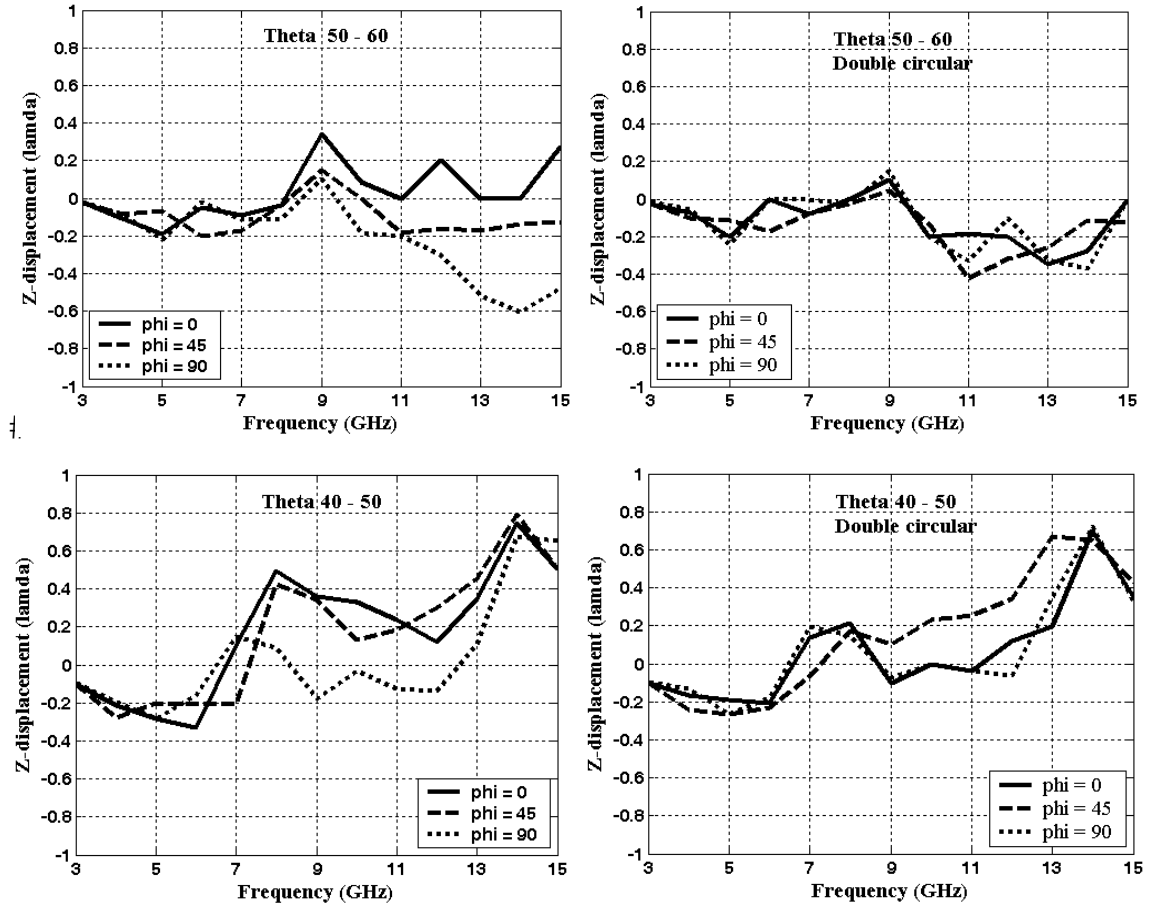 Theta 50 - 60
Z-displacement (lamda)
1
0.8
0.6
0.4
0.2
0
-0.2
-0.4
-0.6
-0.8
-1
phi = 0
phi = 45
phi = 90
3 5 7 9 11 13 15
Frequency (GHz)
Theta 50 - 60
Double circular
Z-displacement (lamda)
1
0.8
0.6
0.4
0.2
0
-0.2
-0.4
-0.6
-0.8
-1
phi = 0
phi = 45
phi = 90
3 5 7 9 11 13 15
Frequency (GHz)
Theta 40 - 50
Z-displacement (lamda)
1
0.8
0.6
0.4
0.2
0
-0.2
-0.4
-0.6
-0.8
-1
phi = 0
phi = 45
phi = 90
3 5 7 9 11 13 15
Frequency (GHz)
Theta 40 - 50
Double circular
Z-displacement (lamda)
1
0.8
0.6
0.4
0.2
0
-0.2
-0.4
-0.6
-0.8
-1
phi = 0
phi = 45
phi = 90
3 5 7 9 11 13 15
Frequency (GHz)